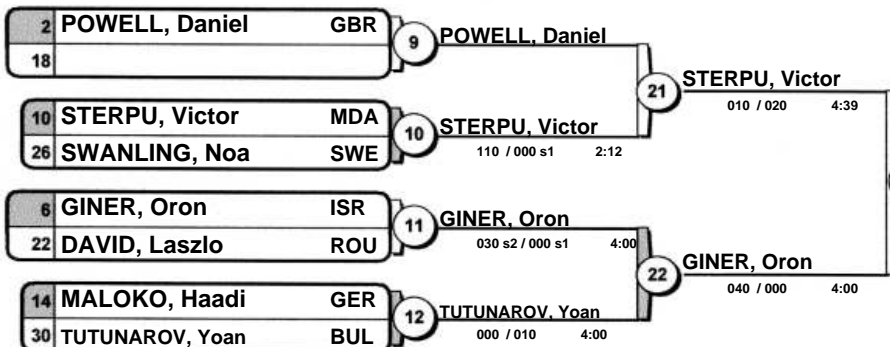 2 POWELL, Daniel GBR
18
9
POWELL, Daniel
10 STERPU, Victor MDA
26 SWANLING, Noa SWE
10
STERPU, Victor
110 / 000 s1 2:12
21
STERPU, Victor
010 / 020 4:39
6 GINER, Oron ISR
22 DAVID, Laszlo ROU
11
GINER, Oron
030 s2 / 000 s1 4:00
14 MALOKO, Haadi GER
30 TUTUNAROV, Yoan BUL
12
TUTUNAROV, Yoan
000 / 010 4:00
22
GINER, Oron
040 / 000 4:00